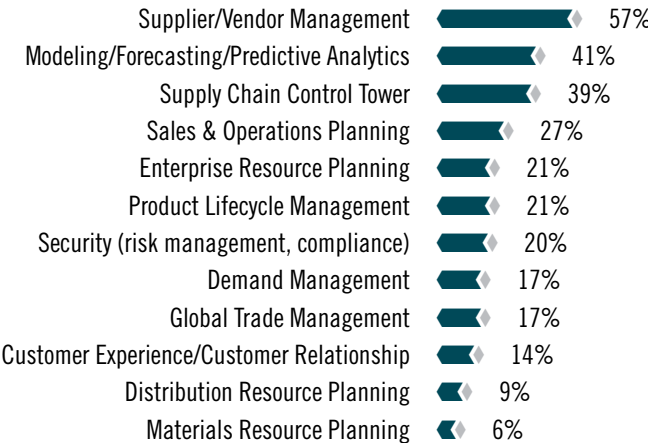 Supplier/Vendor Management 57%
Modeling/Forecasting/Predictive Analytics 41%
Supply Chain Control Tower 39%
Sales & Operations Planning 27%
Enterprise Resource Planning 21%
Product Lifecycle Management 21%
Security (risk management, compliance) 20%
Demand Management 17%
Global Trade Management 17%
Customer Experience/Customer Relationship 14%
Distribution Resource Planning 9%
Materials Resource Planning 6%